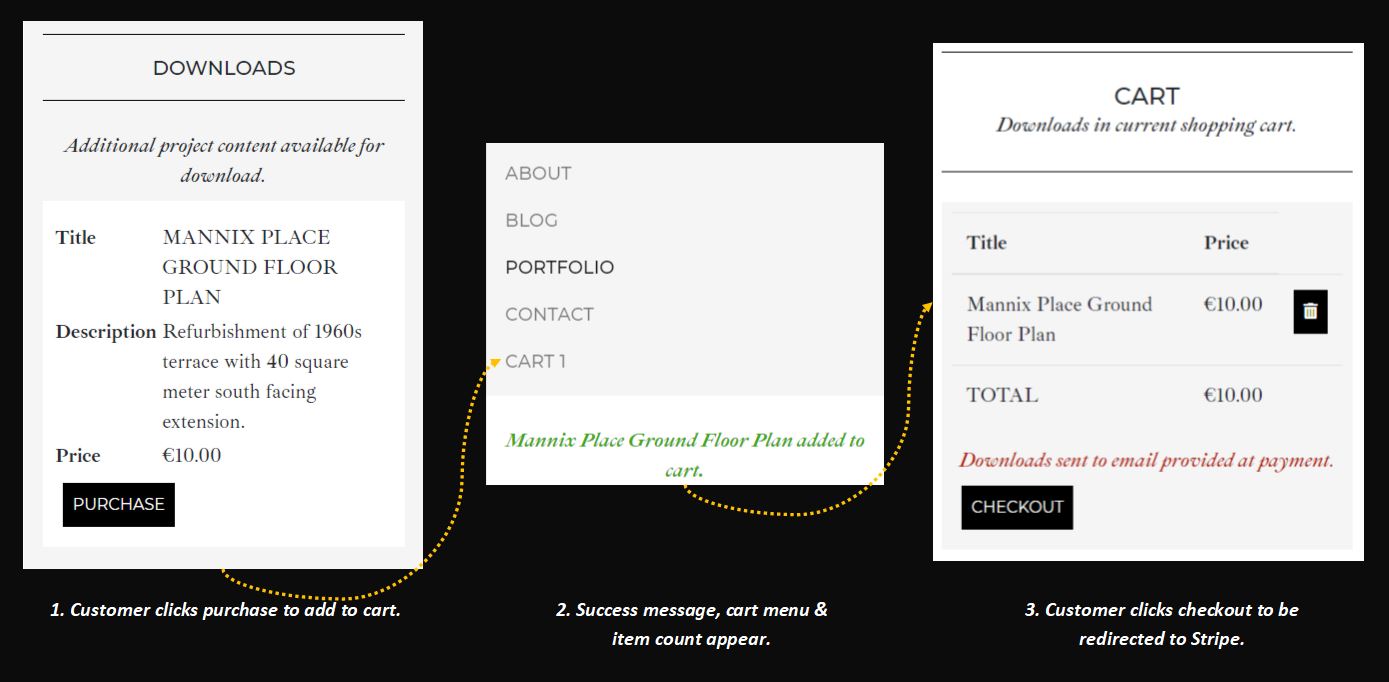 DOWNLOADS
Additional project content available for
download.
Title MANNIX PLACE
GROUND FLOOR
PLAN
Description Refurbishment of 1960s
terrace with 40 square
meter south facing
extension.
Price €10.00
PURCHASE
1. Customer clicks purchase to add to cart.
ABOUT
BLOG
PORTFOLIO
CONTACT
CART 1
Mannix Place Ground Floor Plan added to
cart.
2. Success message, cart menu &
item count appear.
CART
Downloads in current shopping cart.
Title Price
Mannix Place Ground €10.00
Floor Plan
TOTAL €10.00
Downloads sent to email provided at payment.
CHECKOUT
3. Customer clicks checkout to be
redirected to Stripe.